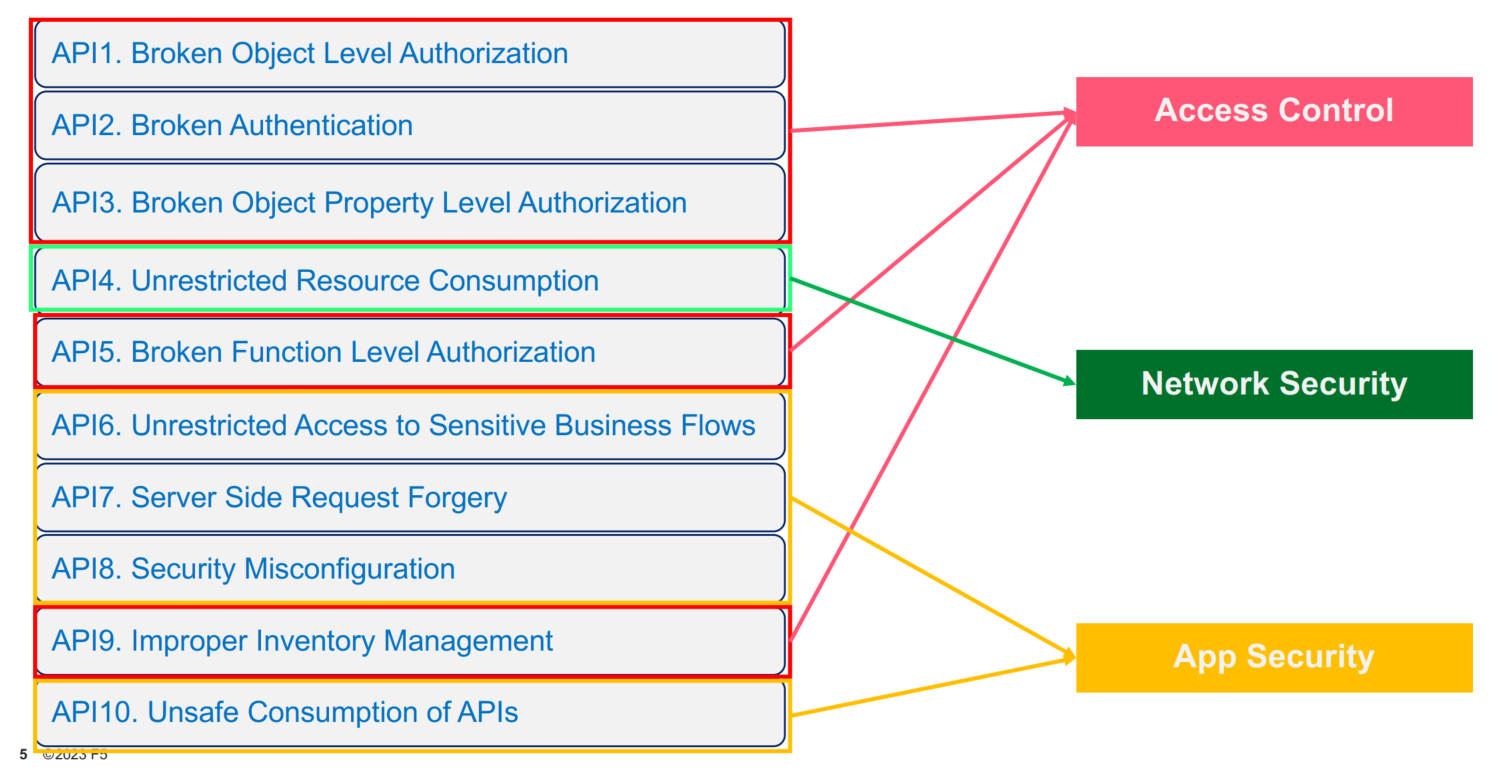 API1. Broken Object Level Authorization
API2. Broken Authentication
API3. Broken Object Property Level Authorization
API4. Unrestricted Resource Consumption
API5. Broken Function Level Authorization
API6. Unrestricted Access to Sensitive Business Flows
API7. Server Side Request Forgery
API8. Security Misconfiguration
API9. Improper Inventory Management
API10. Unsafe Consumption of APIs
Access Control
Network Security
App Security
5 ©2023 F5